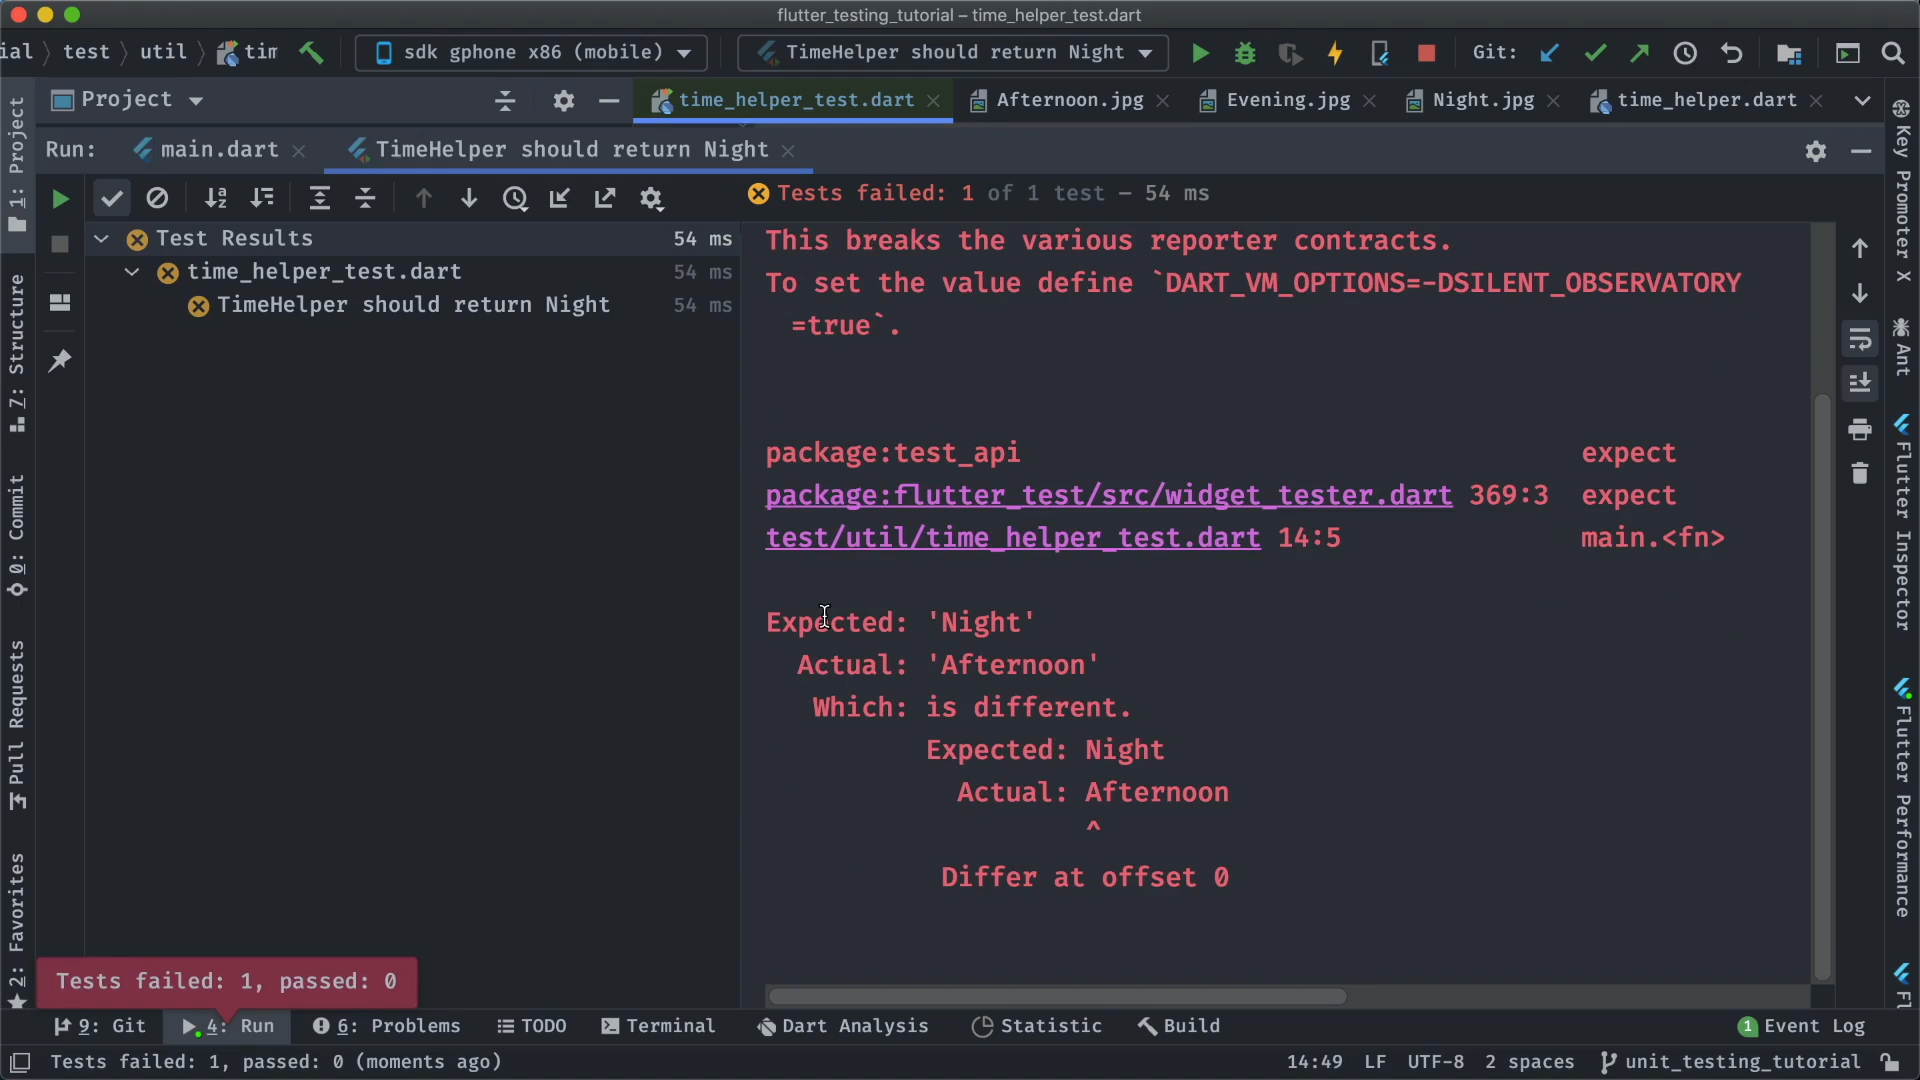 flutter_testing_tutorial – time_helper_test.dart
ial
test
util
tim
sdk gphone x86 (mobile)
TimeHelper should return Night
Git:
Project
time_helper_test.dart
Afternoon.jpg
Evening.jpg
Night.jpg
time_helper.dart
Run:
main.dart
TimeHelper should return Night
Tests failed: 1 of 1 test – 54 ms
Test Results 54 ms
time_helper_test.dart 54 ms
TimeHelper should return Night 54 ms
This breaks the various reporter contracts.
To set the value define `DART_VM_OPTIONS=-DSILENT_OBSERVATORY
=true`.
package:test_api expect
package:flutter_test/src/widget_tester.dart 369:3 expect
test/util/time_helper_test.dart 14:5 main.<fn>
Expected: 'Night'
Actual: 'Afternoon'
Which: is different.
Expected: Night
Actual: Afternoon
^
Differ at offset 0
1: Project
7: Structure
0: Commit
Pull Requests
2: Favorites
Key Promoter X
Ant
Flutter Inspector
Flutter Performance
Fl
Tests failed: 1, passed: 0
9: Git
4: Run
6: Problems
TODO
Terminal
Dart Analysis
Statistic
Build
1 Event Log
Tests failed: 1, passed: 0 (moments ago)
14:49
LF
UTF-8
2 spaces
unit_testing_tutorial